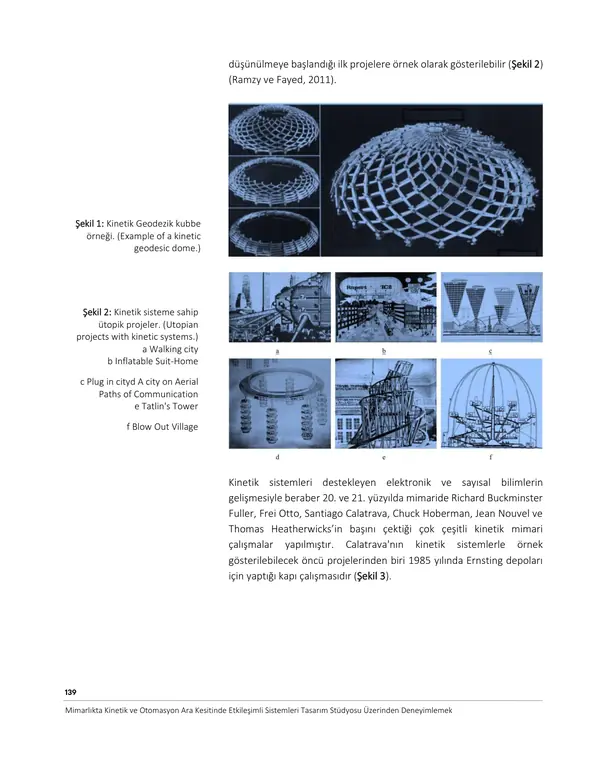 düşünülmeye başlandığı ilk projelere örnek olarak gösterilebilir (Şekil 2)
(Ramzy ve Fayed, 2011).
Şekil 1: Kinetik Geodezik kubbe
örneği. (Example of a kinetic
geodesic dome.)
Şekil 2: Kinetik sisteme sahip
ütopik projeler. (Utopian
projects with kinetic systems.)
a Walking city
b Inflatable Suit-Home
c Plug in cityd A city on Aerial
Paths of Communication
e Tatlin's Tower
f Blow Out Village
a
b
c
d
e
f
Kinetik sistemleri destekleyen elektronik ve sayısal bilimlerin
gelişmesiyle beraber 20. ve 21. yüzyılda mimaride Richard Buckminster
Fuller, Frei Otto, Santiago Calatrava, Chuck Hoberman, Jean Nouvel ve
Thomas Heatherwicks'in başını çektiği çok çeşitli kinetik mimari
çalışmalar yapılmıştır. Calatrava'nın kinetik sistemlerle örnek
gösterilebilecek öncü projelerinden biri 1985 yılında Ernsting depoları
için yaptığı kapı çalışmasıdır (Şekil 3).
139
Mimarlıkta Kinetik ve Otomasyon Ara Kesitinde Etkileşimli Sistemleri Tasarım Stüdyosu Üzerinden Deneyimlemek